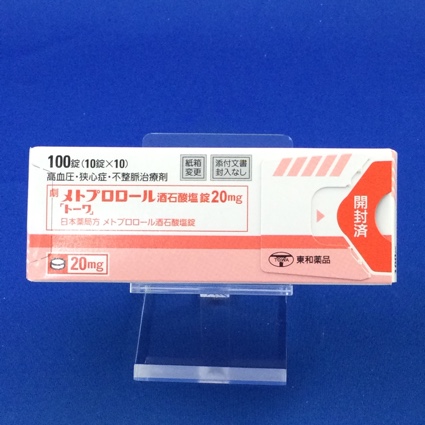 100錠(10錠×10)
高血圧・狭心症・不整脈治療剤
紙箱
変更
添付文書
封入なし
劇 メトプロロール酒石酸塩錠20mg
「トーワ」
日本薬局方 メトプロロール酒石酸塩錠
20mg
開封済
TOWA 東和薬品